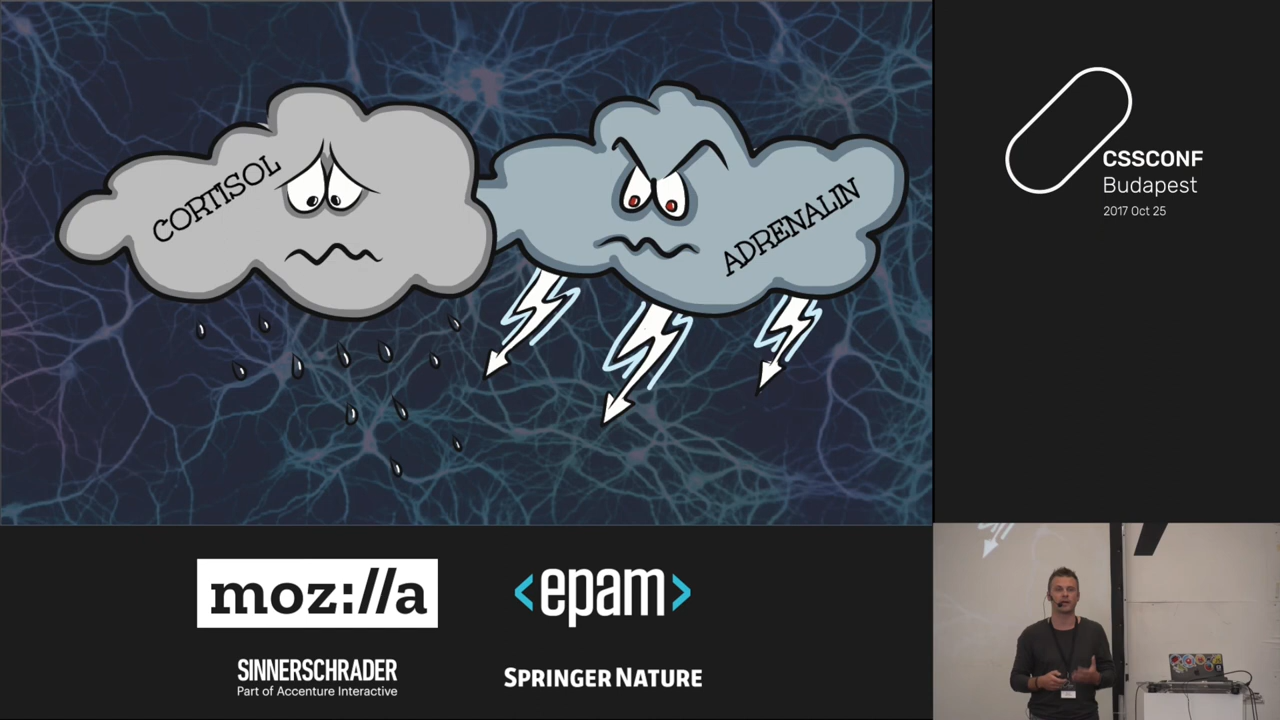 CORTISOL
ADRENALIN
CSSCONF
Budapest
2017 Oct 25
moz://a
<epam>
SINNERSCHRADER
Part of Accenture Interactive
SPRINGER NATURE